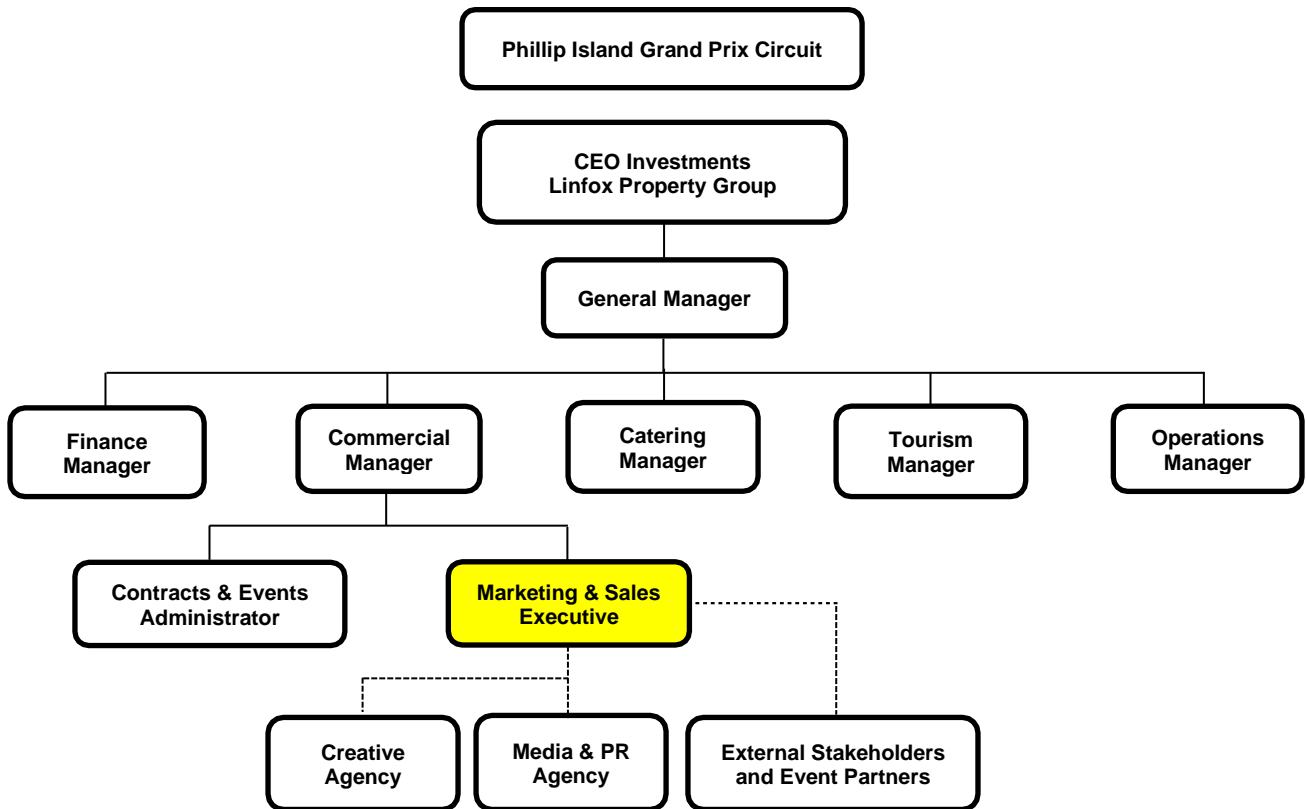 Phillip Island Grand Prix Circuit
CEO Investments
Linfox Property Group
General Manager
Finance
Manager
Commercial
Manager
Catering
Manager
Tourism
Manager
Operations
Manager
Contracts & Events
Administrator
Marketing & Sales
Executive
Creative
Agency
Media & PR
Agency
External Stakeholders
and Event Partners